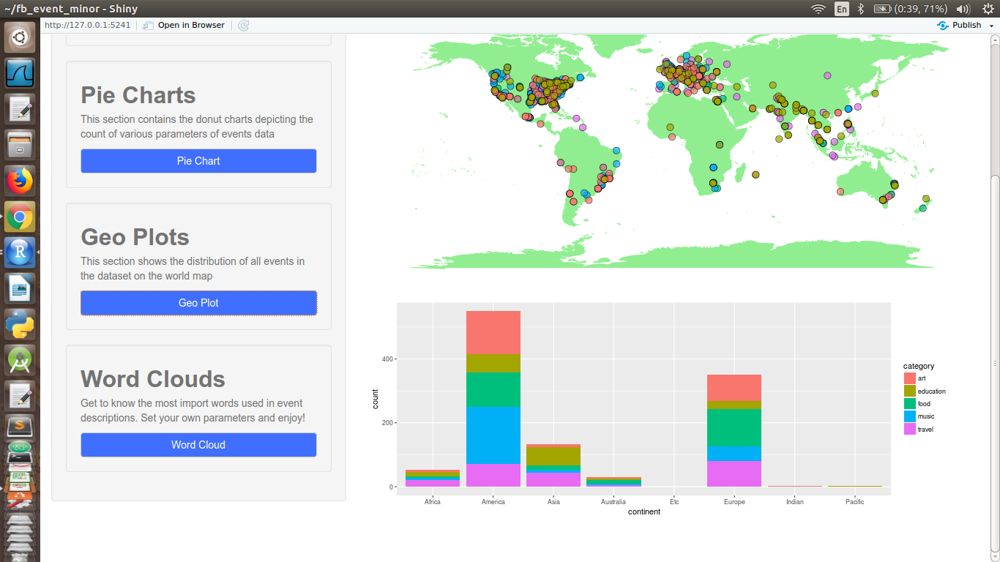 ~/fb_event_minor - Shiny
En
(0:39, 71%)
http://127.0.0.1:5241
Open in Browser
Publish
Pie Charts
This section contains the donut charts depicting the
count of various parameters of events data
Pie Chart
Geo Plots
This section shows the distribution of all events in
the dataset on the world map
Geo Plot
Word Clouds
Get to know the most import words used in event
descriptions. Set your own parameters and enjoy!
Word Cloud
count
400
200
0
Africa
America
Asia
Australia
Etc
Europe
Indian
Pacific
continent
category
art
education
food
music
travel
R
S